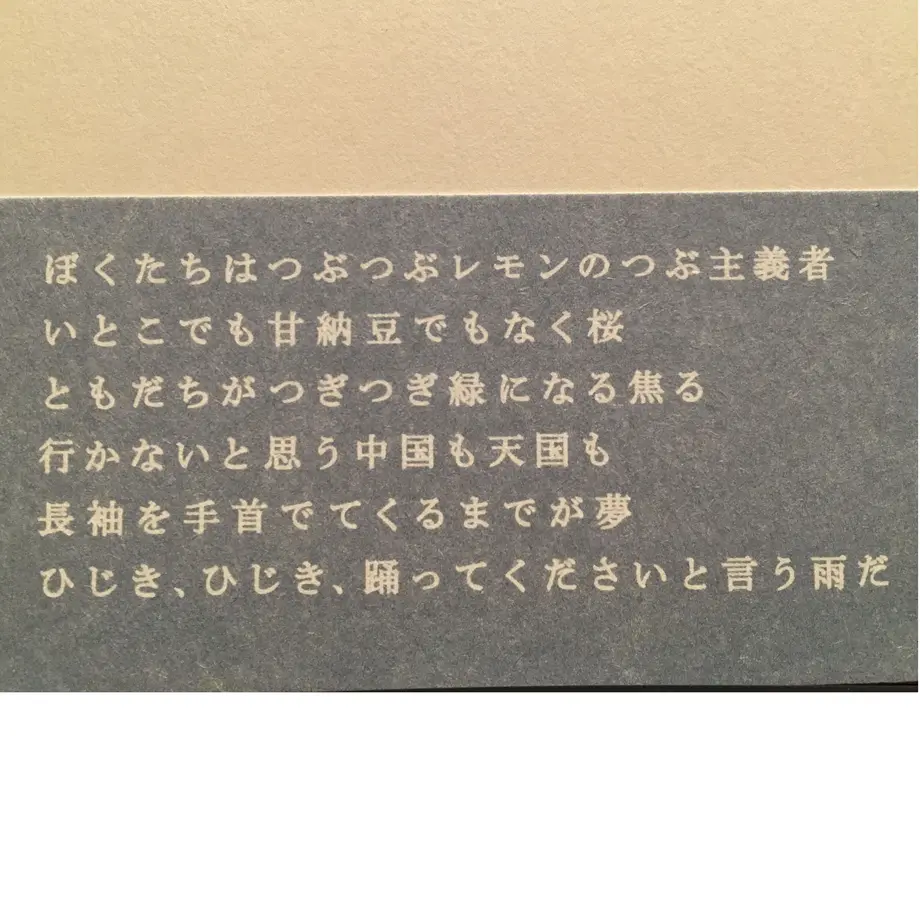 ぼくたちはつぶつぶレモンのつぶ主義者
いとこでも甘納豆でもなく桜
ともだちがつぎつぎ緑になる焦る
行かないと思う中国も天国も
長袖を手首でてくるまでが夢
ひじき、ひじき、踊ってくださいと言う雨だ